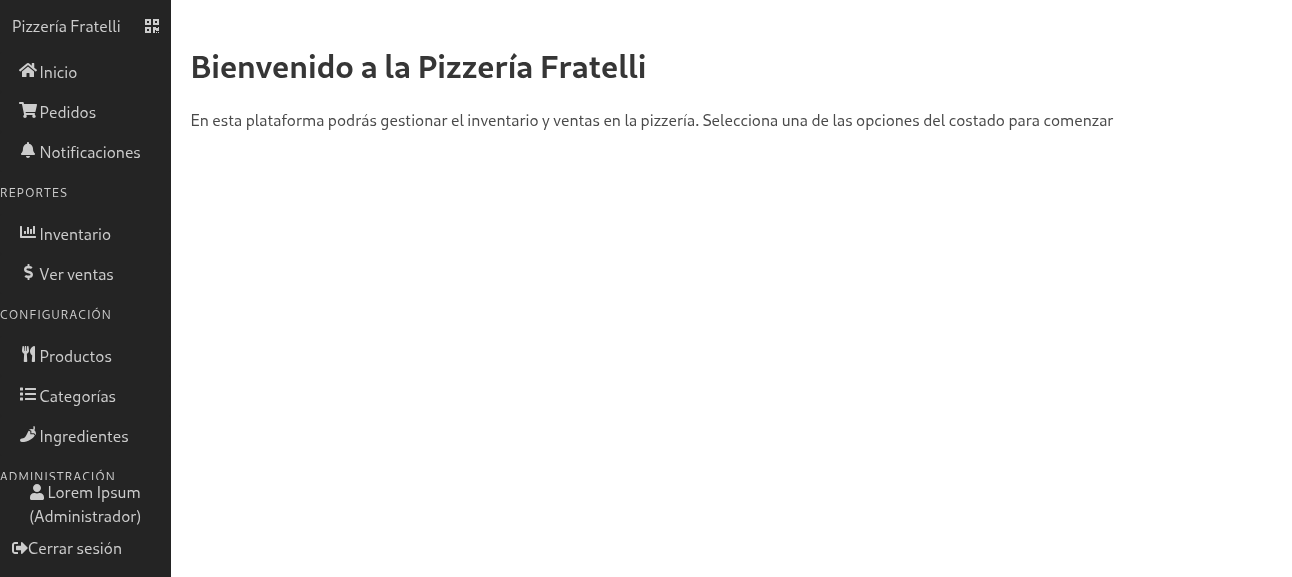 Pizzería Fratelli
Inicio
Pedidos
Notificaciones
REPORTES
Inventario
Ver ventas
CONFIGURACIÓN
Productos
Categorías
Ingredientes
ADMINISTRACIÓN
Lorem Ipsum
(Administrador)
Cerrar sesión
Bienvenido a la Pizzería Fratelli
En esta plataforma podrás gestionar el inventario y ventas en la pizzería. Selecciona una de las opciones del costado para comenzar